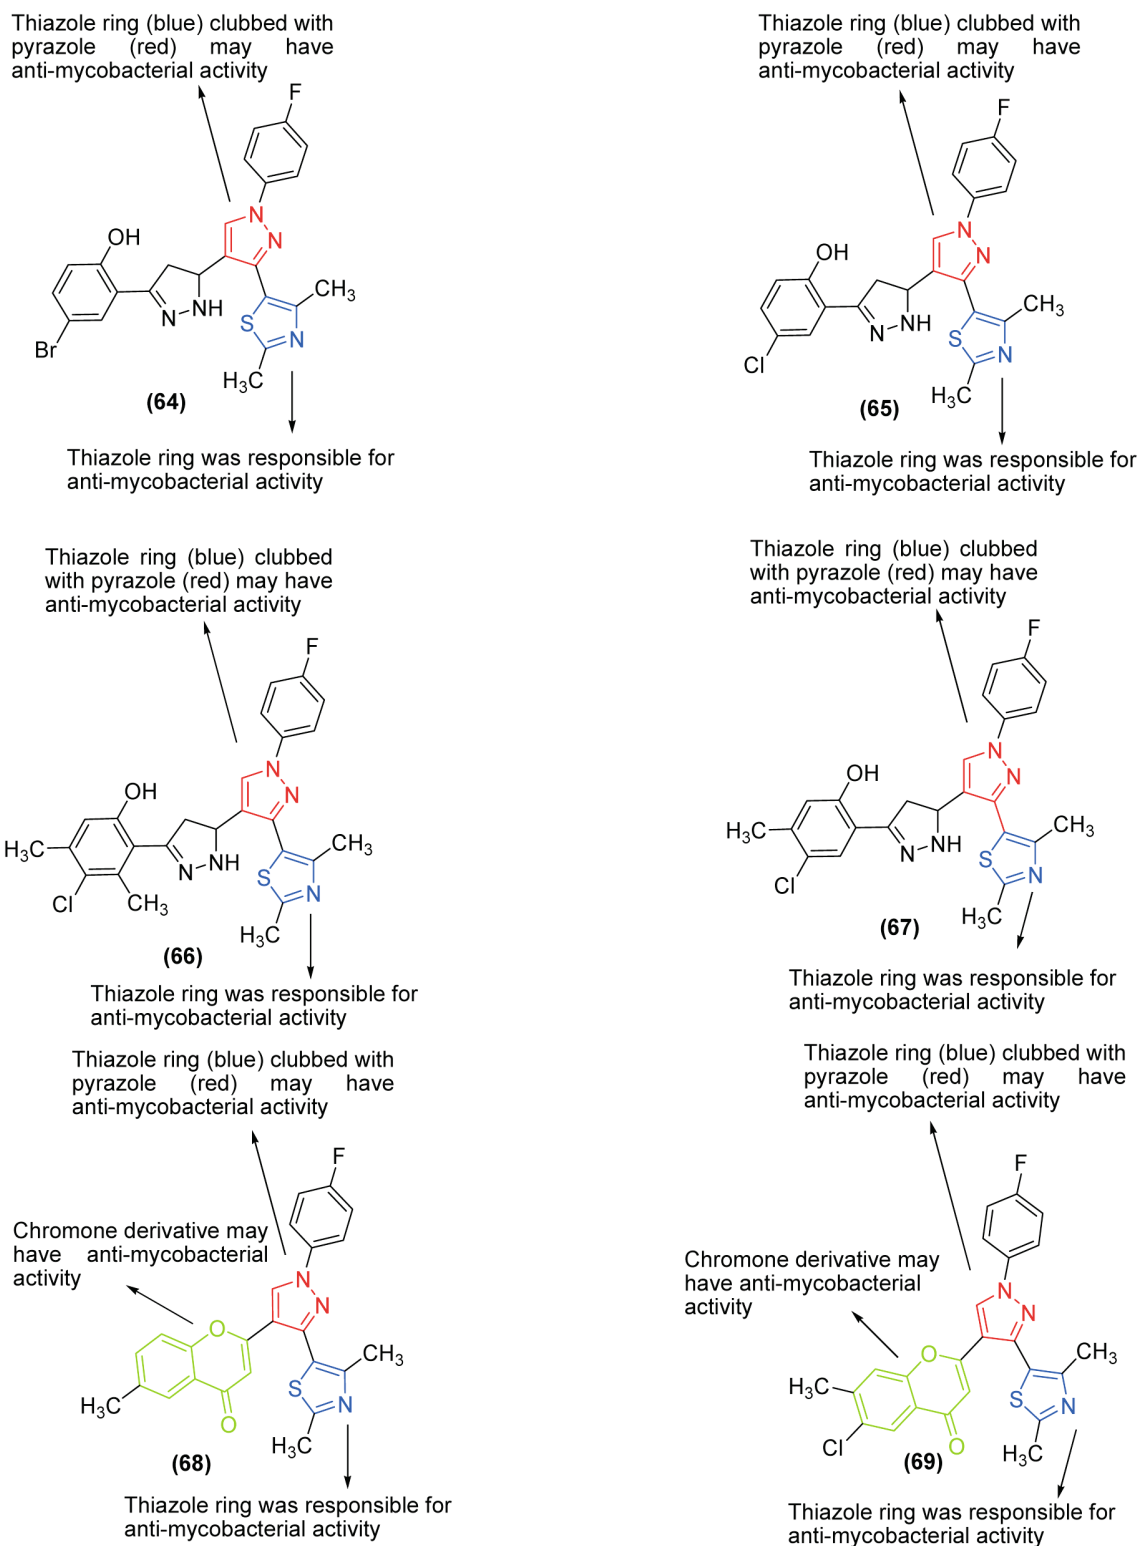 Thiazole ring (blue) clubbed with
pyrazole (red) may have
anti-mycobacterial activity
F
N
N
OH
N
NH
Br
S
N
CH3
H3C
(64)
Thiazole ring was responsible for
anti-mycobacterial activity
Thiazole ring (blue) clubbed with
pyrazole (red) may have
anti-mycobacterial activity
F
N
N
OH
N
NH
Cl
S
N
CH3
H3C
(65)
Thiazole ring was responsible for
anti-mycobacterial activity
Thiazole ring (blue) clubbed
with pyrazole (red) may have
anti-mycobacterial activity
F
N
N
OH
H3C
Cl
CH3
N
NH
S
N
CH3
H3C
(66)
Thiazole ring was responsible for
anti-mycobacterial activity
Thiazole ring (blue) clubbed
with pyrazole (red) may have
anti-mycobacterial activity
F
N
N
OH
H3C
Cl
N
NH
S
N
CH3
H3C
(67)
Thiazole ring was responsible for
anti-mycobacterial activity
Thiazole ring (blue) clubbed with
pyrazole (red) may have
anti-mycobacterial activity
F
Chromone derivative may
have anti-mycobacterial
activity
N
N
O
H3C
O
S
N
CH3
H3C
(68)
Thiazole ring was responsible for
anti-mycobacterial activity
Thiazole ring (blue) clubbed with
pyrazole (red) may have
anti-mycobacterial activity
F
Chromone derivative may
have anti-mycobacterial
activity
N
N
O
H3C
Cl
O
S
N
CH3
H3C
(69)
Thiazole ring was responsible for
anti-mycobacterial activity